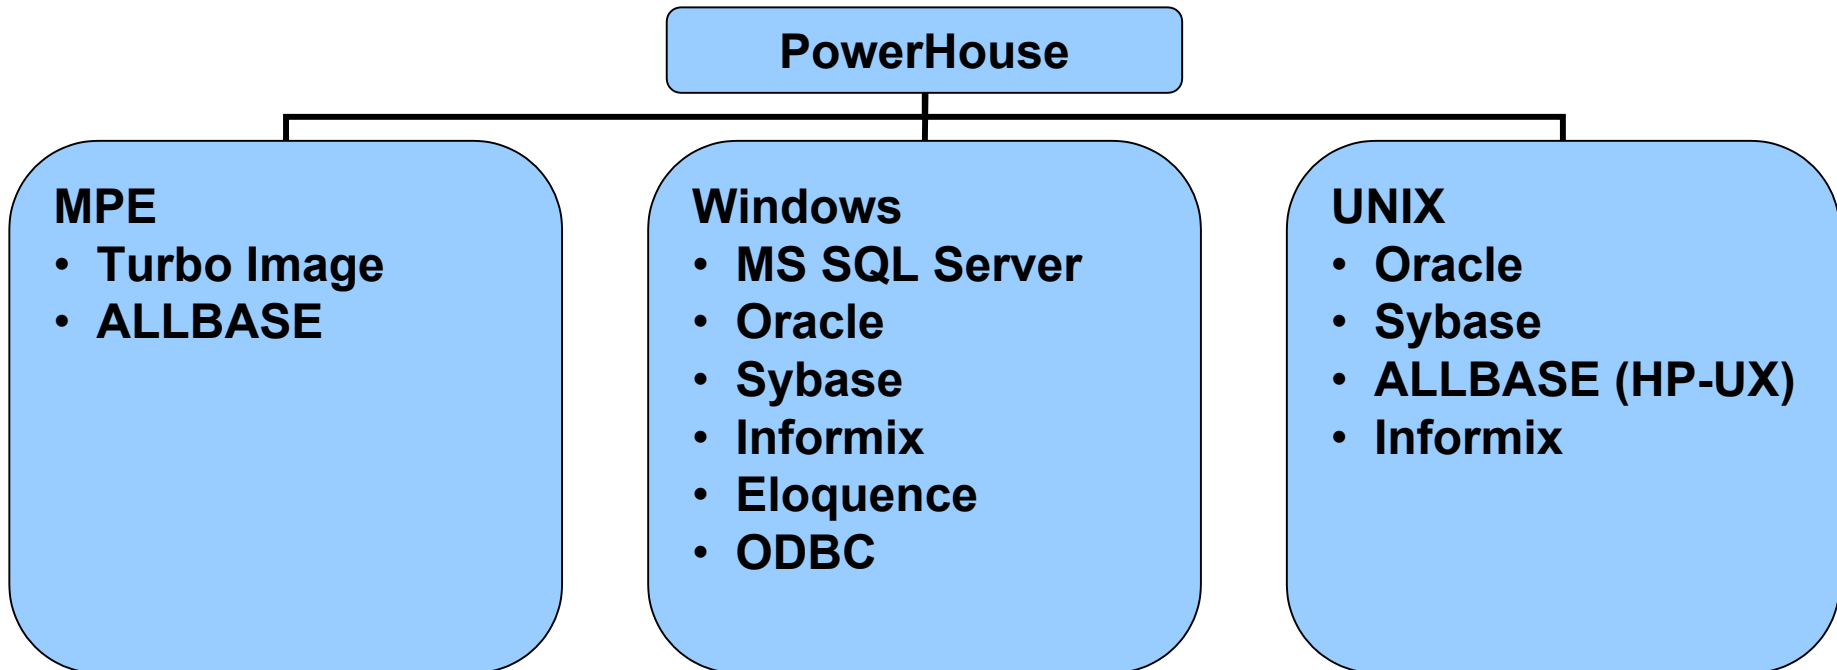 PowerHouse
MPE
• Turbo Image
• ALLBASE
Windows
• MS SQL Server
• Oracle
• Sybase
• Informix
• Eloquence
• ODBC
UNIX
• Oracle
• Sybase
• ALLBASE (HP-UX)
• Informix